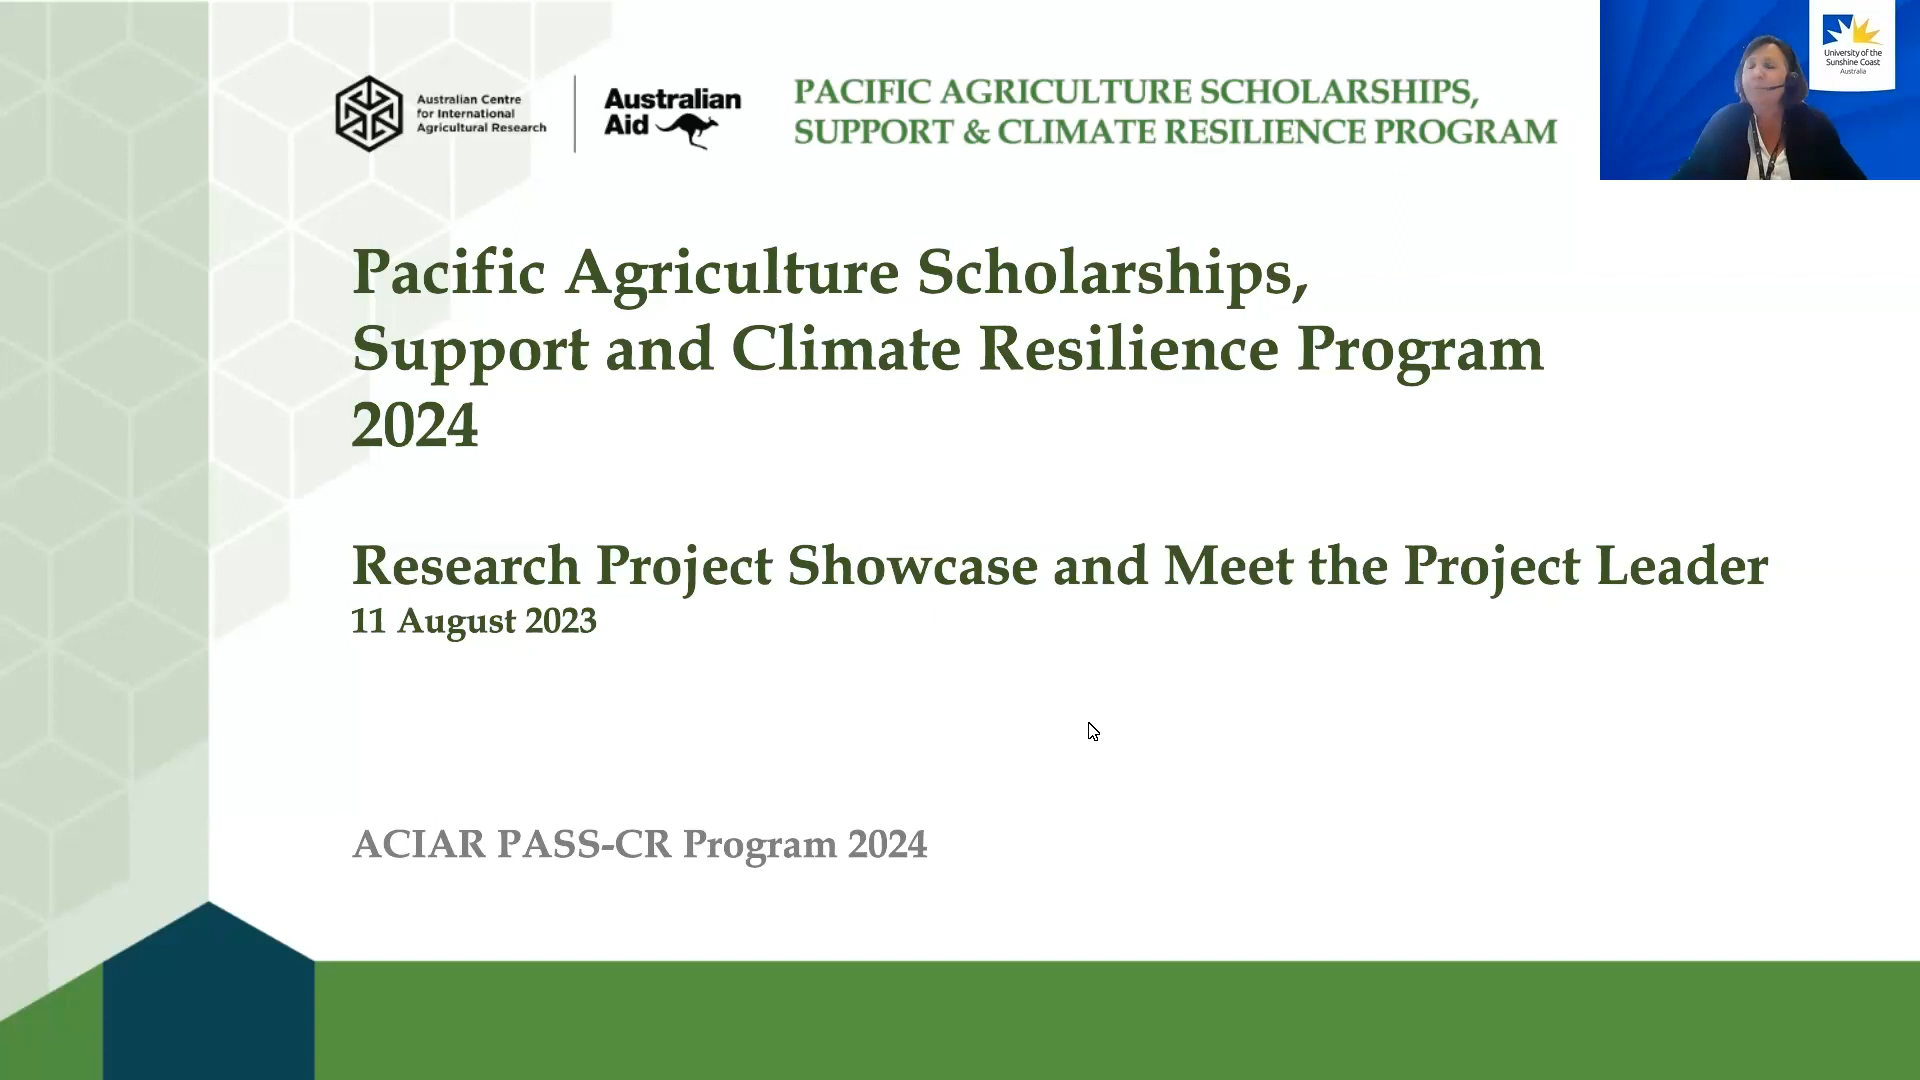 Australian Centre
for International
Agricultural Research
Australian
Aid
PACIFIC AGRICULTURE SCHOLARSHIPS,
SUPPORT & CLIMATE RESILIENCE PROGRAM
University of the
Sunshine Coast
Australia
Pacific Agriculture Scholarships,
Support and Climate Resilience Program
2024
Research Project Showcase and Meet the Project Leader
11 August 2023
ACIAR PASS-CR Program 2024